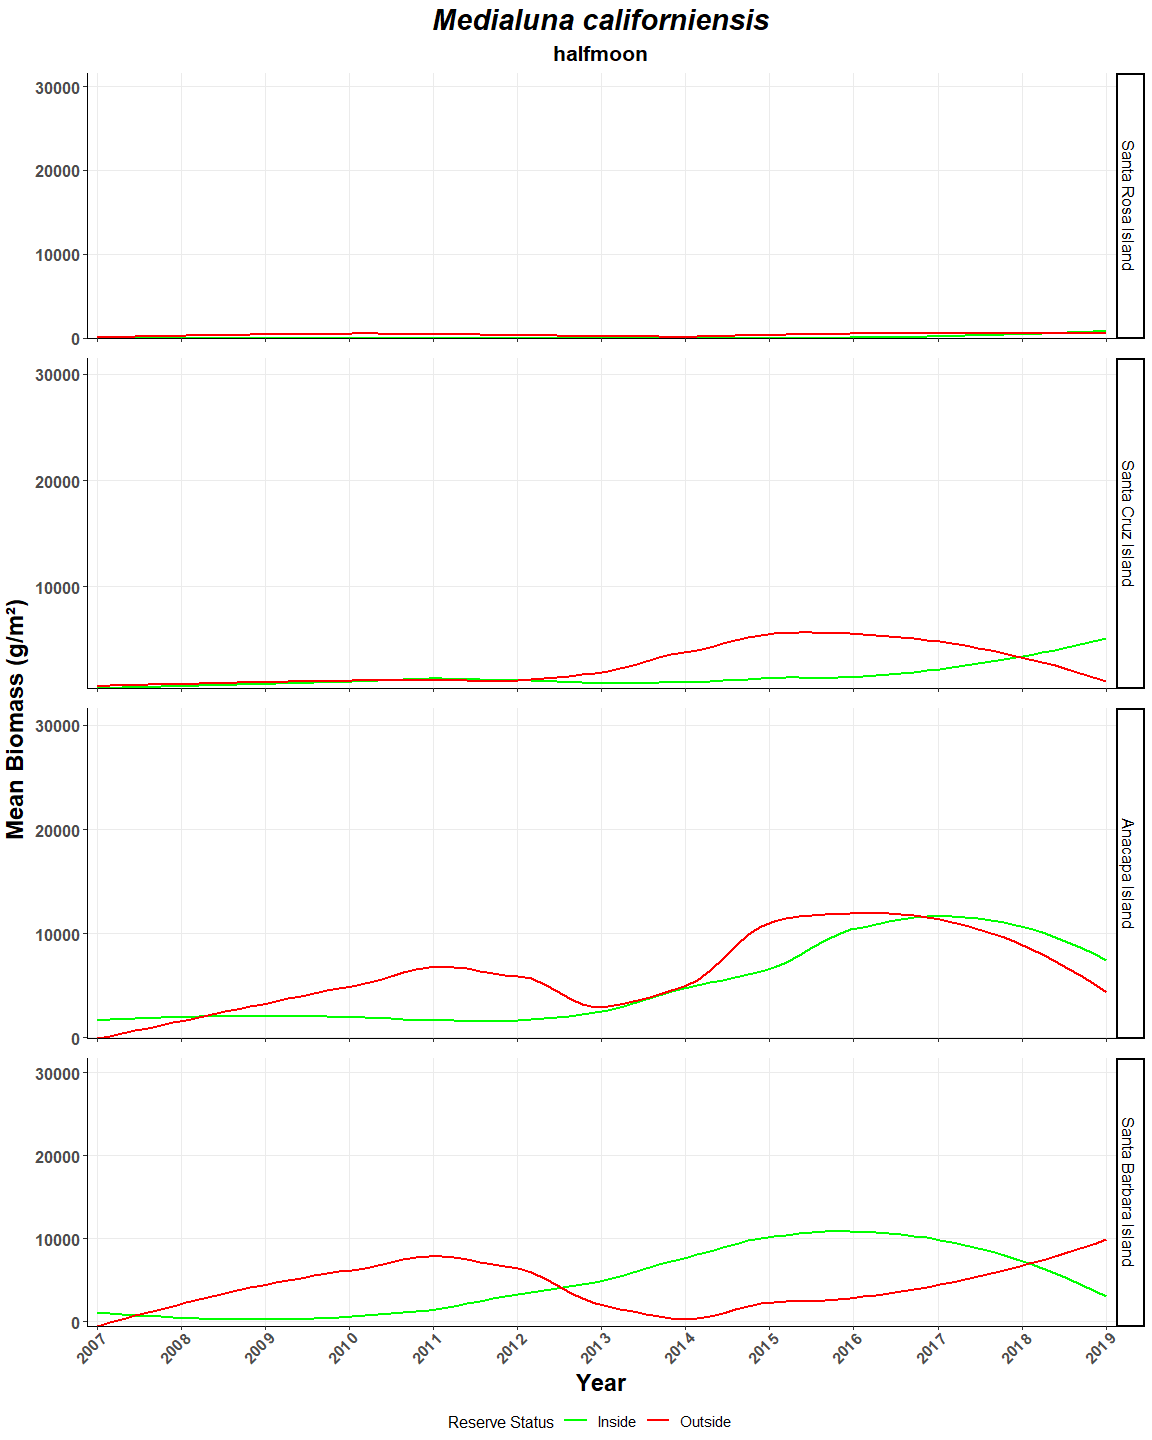 Medialuna californiensis
halfmoon
Mean Biomass (g/m²)
30000
20000
10000
0
Santa Rosa Island
30000
20000
10000
Santa Cruz Island
30000
20000
10000
0
Anacapa Island
30000
20000
10000
0
Santa Barbara Island
2007 2008 2009 2010 2011 2012 2013 2014 2015 2016 2017 2018 2019
Year
Reserve Status Inside Outside